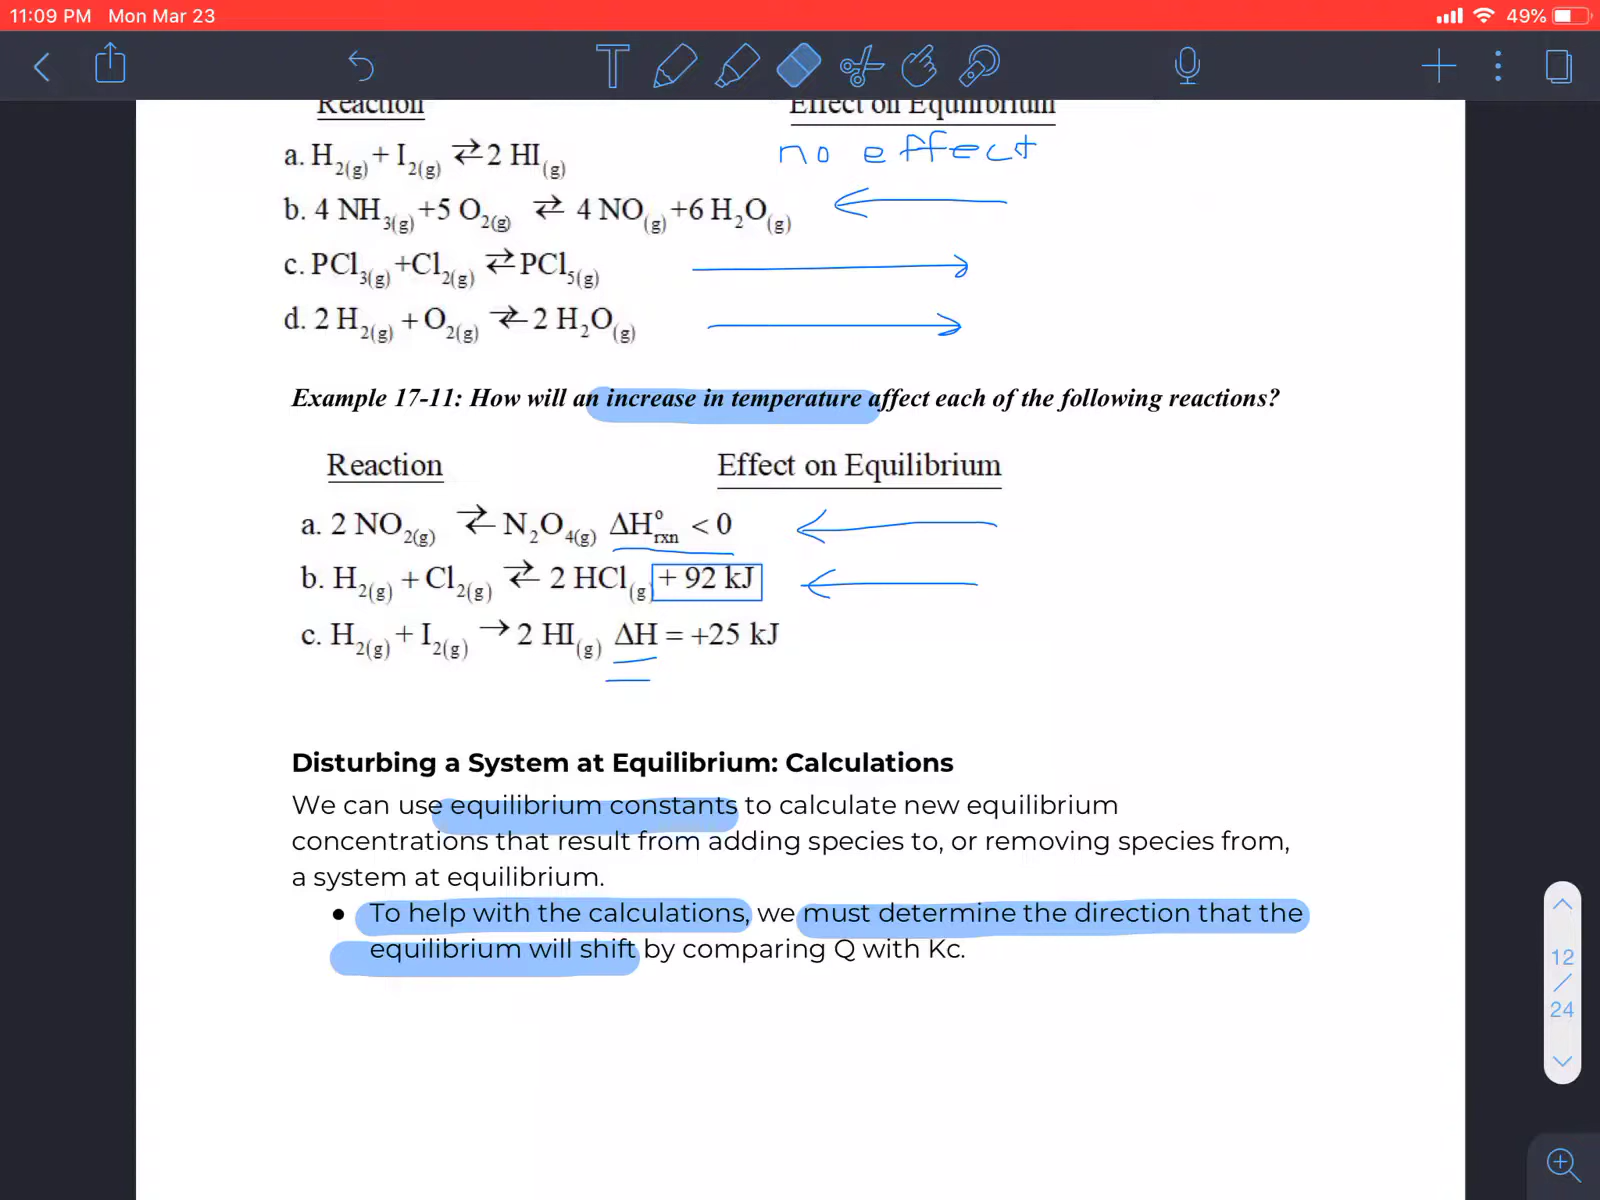 11:09 PM Mon Mar 23 49%
Reaction Effect on Equilibrium
a. H2(g) + I2(g) ⇄ 2 HI(g) no effect
b. 4 NH3(g) +5 O2(g) ⇄ 4 NO(g) +6 H2O(g) ←
c. PCl3(g) +Cl2(g) ⇄ PCl5(g) →
d. 2 H2(g) + O2(g) ⇄ 2 H2O(g) →
Example 17-11: How will an increase in temperature affect each of the following reactions?
Reaction Effect on Equilibrium
a. 2 NO2(g) ⇄ N2O4(g) ΔH°rxn < 0 ←
b. H2(g) + Cl2(g) ⇄ 2 HCl(g) + 92 kJ ←
c. H2(g) + I2(g) → 2 HI(g) ΔH = +25 kJ
Disturbing a System at Equilibrium: Calculations
We can use equilibrium constants to calculate new equilibrium
concentrations that result from adding species to, or removing species from,
a system at equilibrium.
● To help with the calculations, we must determine the direction that the
equilibrium will shift by comparing Q with Kc.
12
/
24